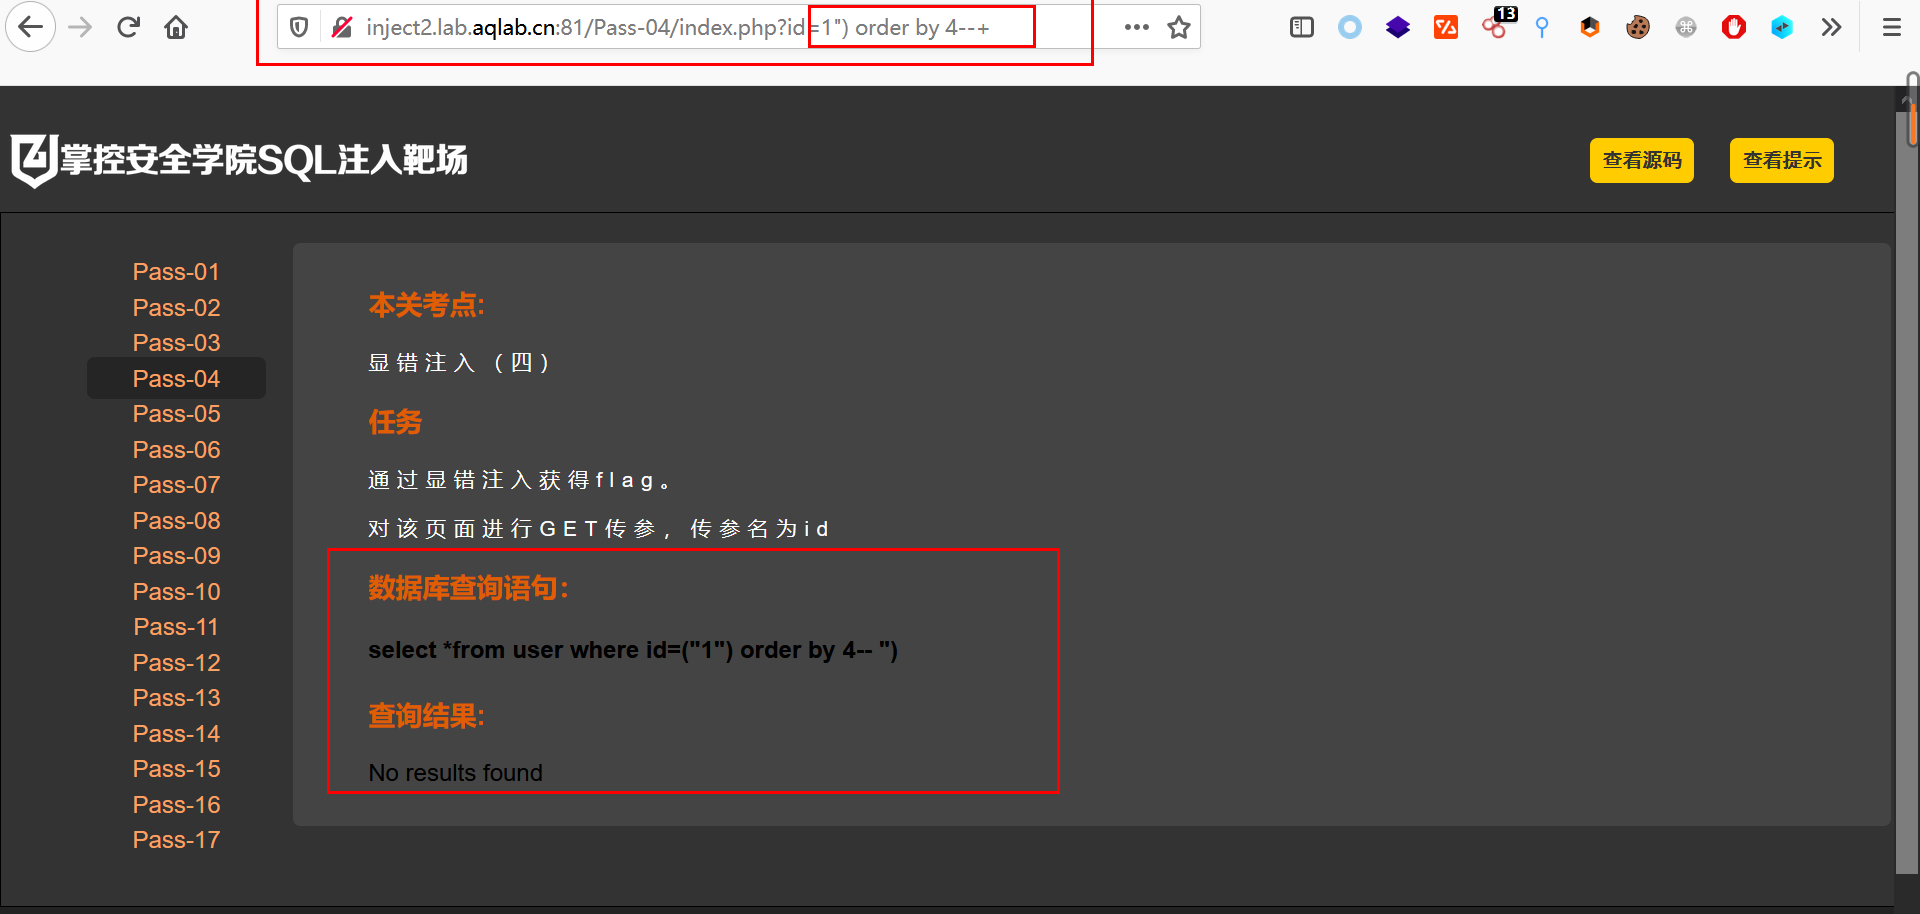 inject2.lab.aqlab.cn:81/Pass-04/index.php?id=1") order by 4--+
13
掌控安全学院SQL注入靶场
查看源码
查看提示
Pass-01
Pass-02
Pass-03
Pass-04
Pass-05
Pass-06
Pass-07
Pass-08
Pass-09
Pass-10
Pass-11
Pass-12
Pass-13
Pass-14
Pass-15
Pass-16
Pass-17
本关考点:
显错注入（四）
任务
通过显错注入获得flag。
对该页面进行GET传参，传参名为id
数据库查询语句：
select *from user where id=("1") order by 4-- ")
查询结果:
No results found